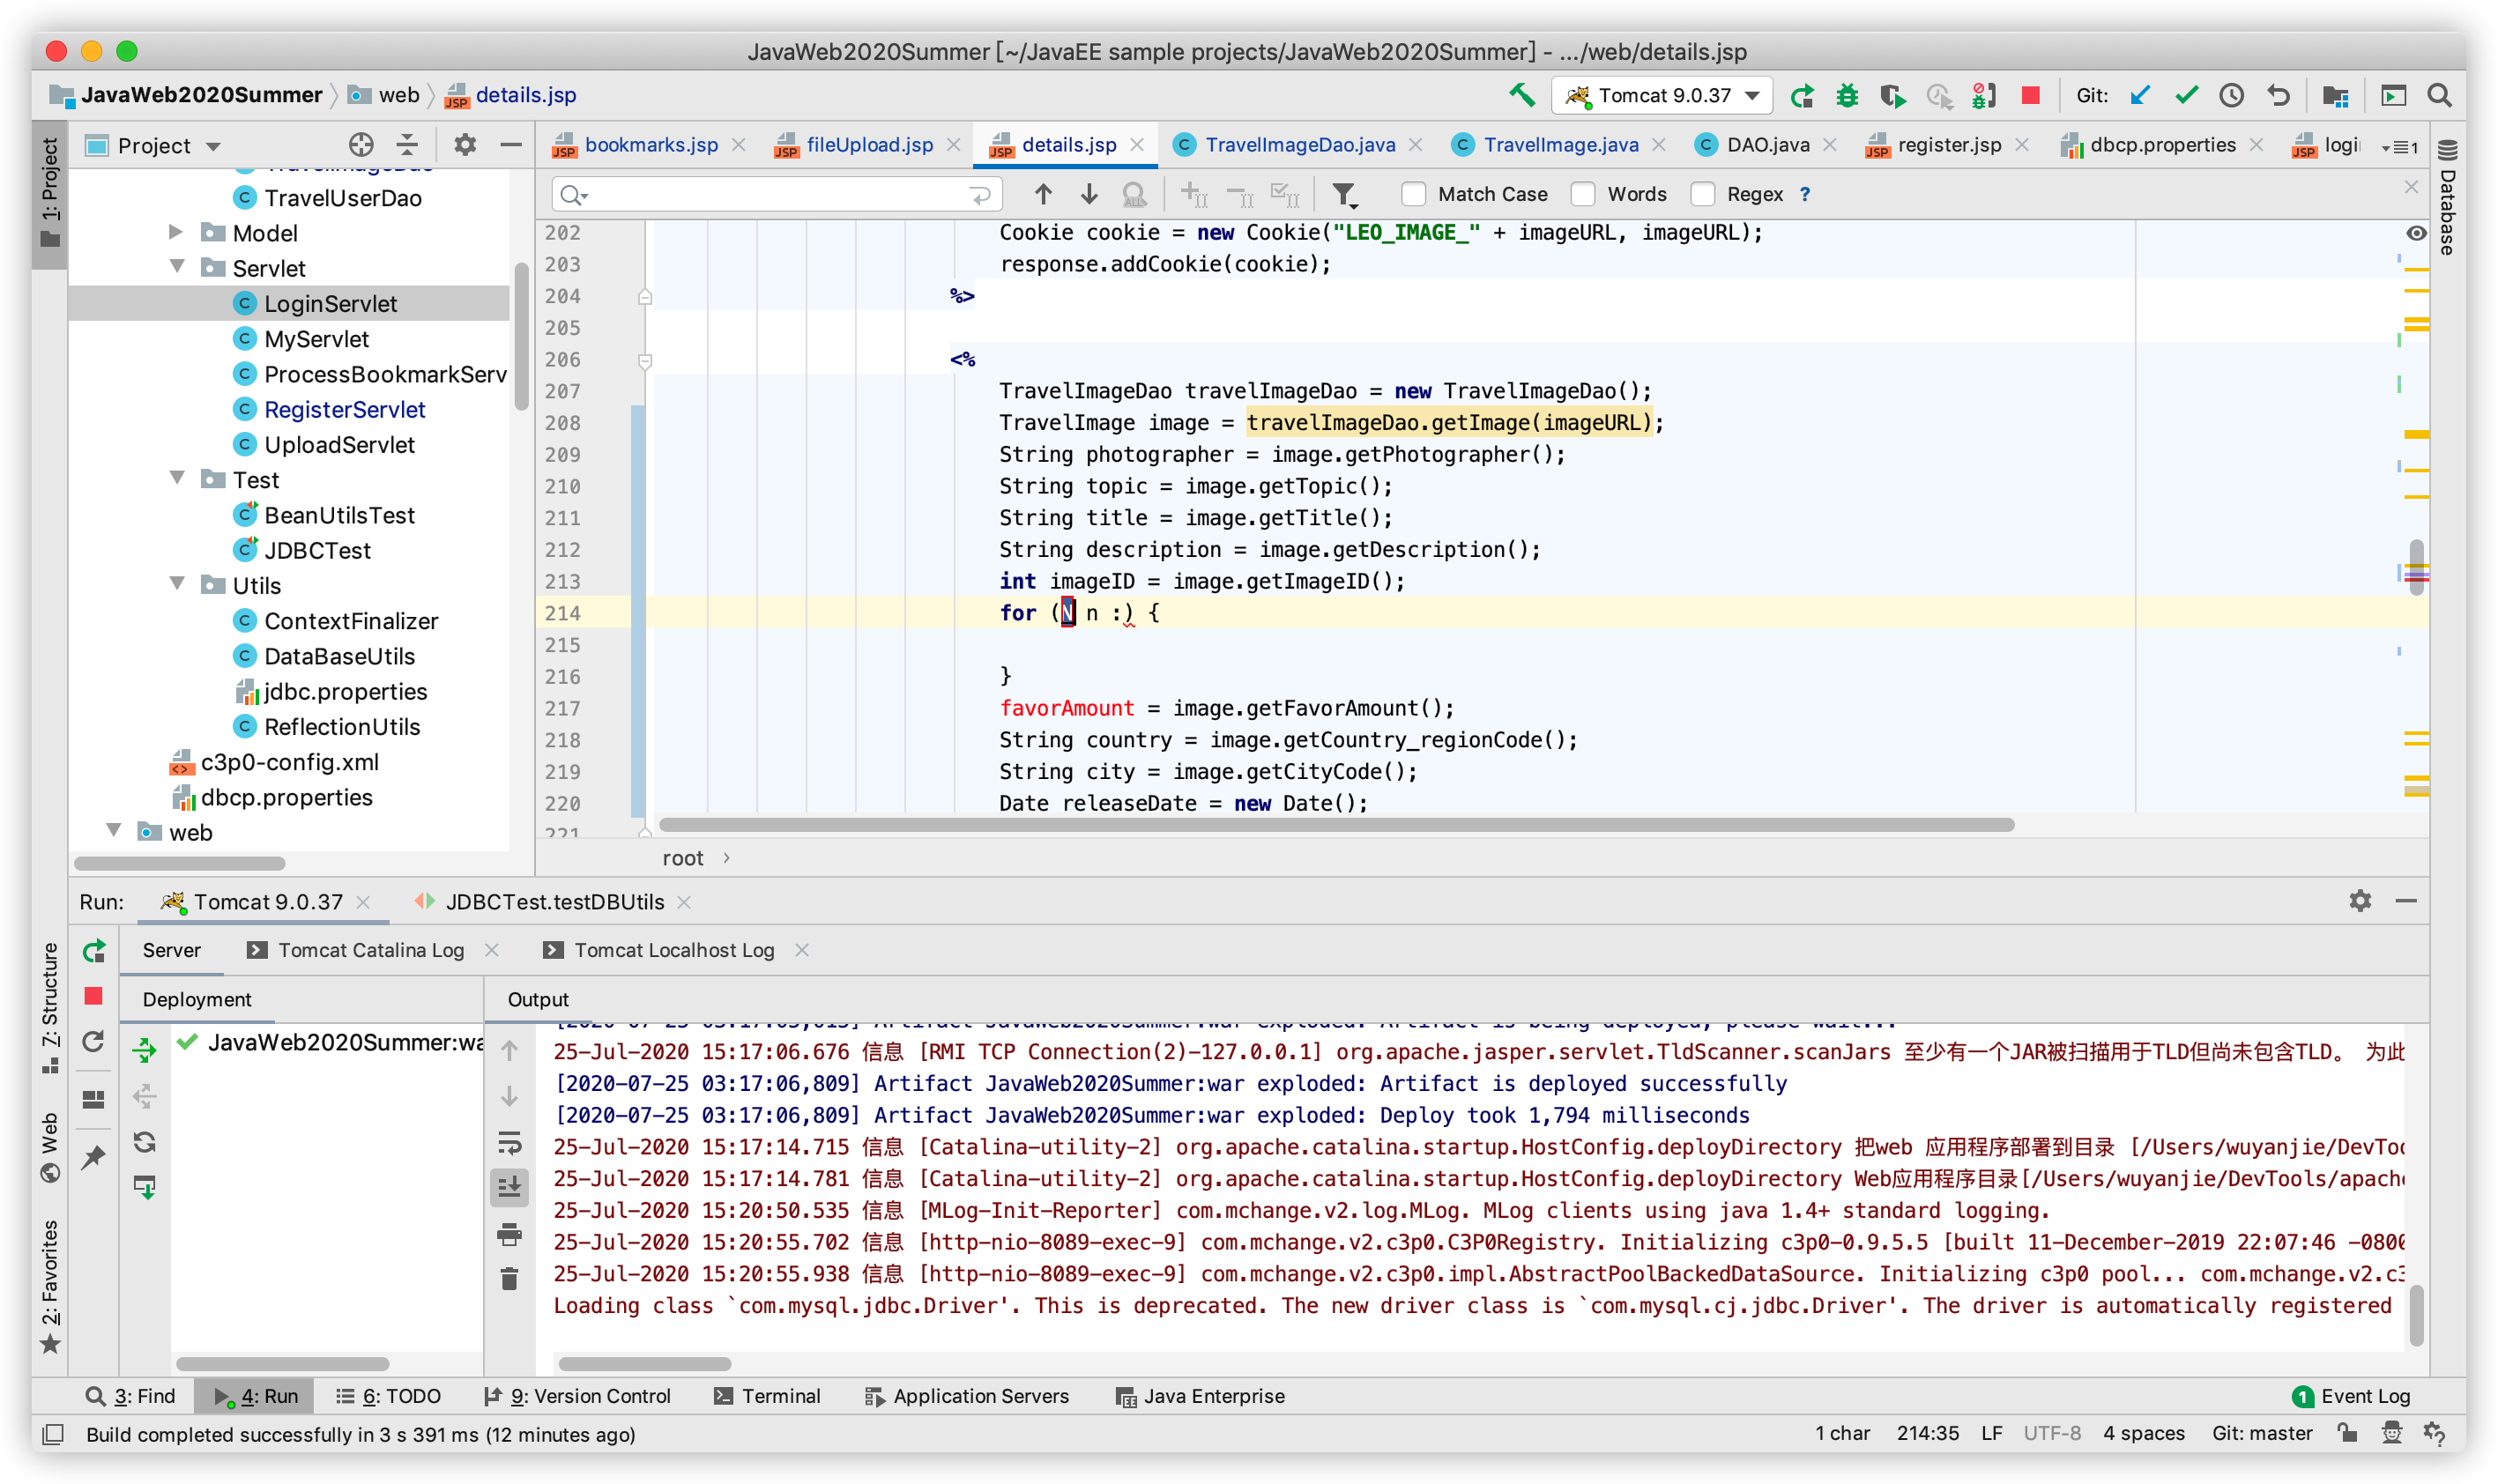 JavaWeb2020Summer [~/JavaEE sample projects/JavaWeb2020Summer] - .../web/details.jsp
JavaWeb2020Summer
web
details.jsp
Tomcat 9.0.37
Git:
1: Project
Project
bookmarks.jsp
fileUpload.jsp
details.jsp
TravelImageDao.java
TravelImage.java
DAO.java
register.jsp
dbcp.properties
login
1
Database
Match Case
Words
Regex
?
TravelImageDao
TravelUserDao
Model
Servlet
LoginServlet
MyServlet
ProcessBookmarkServ
RegisterServlet
UploadServlet
Test
BeanUtilsTest
JDBCTest
Utils
ContextFinalizer
DataBaseUtils
jdbc.properties
ReflectionUtils
c3p0-config.xml
dbcp.properties
web
202 Cookie cookie = new Cookie("LEO_IMAGE_" + imageURL, imageURL);
203 response.addCookie(cookie);
204 %>
205
206 <%
207 TravelImageDao travelImageDao = new TravelImageDao();
208 TravelImage image = travelImageDao.getImage(imageURL);
209 String photographer = image.getPhotographer();
210 String topic = image.getTopic();
211 String title = image.getTitle();
212 String description = image.getDescription();
213 int imageID = image.getImageID();
214 for (N n :) {
215
216 }
217 favorAmount = image.getFavorAmount();
218 String country = image.getCountry_regionCode();
219 String city = image.getCityCode();
220 Date releaseDate = new Date();
221
root
Run:
Tomcat 9.0.37
JDBCTest.testDBUtils
Server
Tomcat Catalina Log
Tomcat Localhost Log
Deployment
Output
JavaWeb2020Summer:wa
[2020-07-25 03:17:05,015] Artifact JavaWeb2020Summer:war exploded: Artifact is being deployed, please wait...
25-Jul-2020 15:17:06.676 信息 [RMI TCP Connection(2)-127.0.0.1] org.apache.jasper.servlet.TldScanner.scanJars 至少有一个JAR被扫描用于TLD但尚未包含TLD。 为此
[2020-07-25 03:17:06,809] Artifact JavaWeb2020Summer:war exploded: Artifact is deployed successfully
[2020-07-25 03:17:06,809] Artifact JavaWeb2020Summer:war exploded: Deploy took 1,794 milliseconds
25-Jul-2020 15:17:14.715 信息 [Catalina-utility-2] org.apache.catalina.startup.HostConfig.deployDirectory 把web 应用程序部署到目录 [/Users/wuyanjie/DevToo
25-Jul-2020 15:17:14.781 信息 [Catalina-utility-2] org.apache.catalina.startup.HostConfig.deployDirectory Web应用程序目录[/Users/wuyanjie/DevTools/apache
25-Jul-2020 15:20:50.535 信息 [MLog-Init-Reporter] com.mchange.v2.log.MLog. MLog clients using java 1.4+ standard logging.
25-Jul-2020 15:20:55.702 信息 [http-nio-8089-exec-9] com.mchange.v2.c3p0.C3P0Registry. Initializing c3p0-0.9.5.5 [built 11-December-2019 22:07:46 -0800
25-Jul-2020 15:20:55.938 信息 [http-nio-8089-exec-9] com.mchange.v2.c3p0.impl.AbstractPoolBackedDataSource. Initializing c3p0 pool... com.mchange.v2.c3
Loading class `com.mysql.jdbc.Driver'. This is deprecated. The new driver class is `com.mysql.cj.jdbc.Driver'. The driver is automatically registered
7: Structure
Web
2: Favorites
3: Find
4: Run
6: TODO
9: Version Control
Terminal
Application Servers
Java Enterprise
1 Event Log
Build completed successfully in 3 s 391 ms (12 minutes ago)
1 char
214:35
LF
UTF-8
4 spaces
Git: master